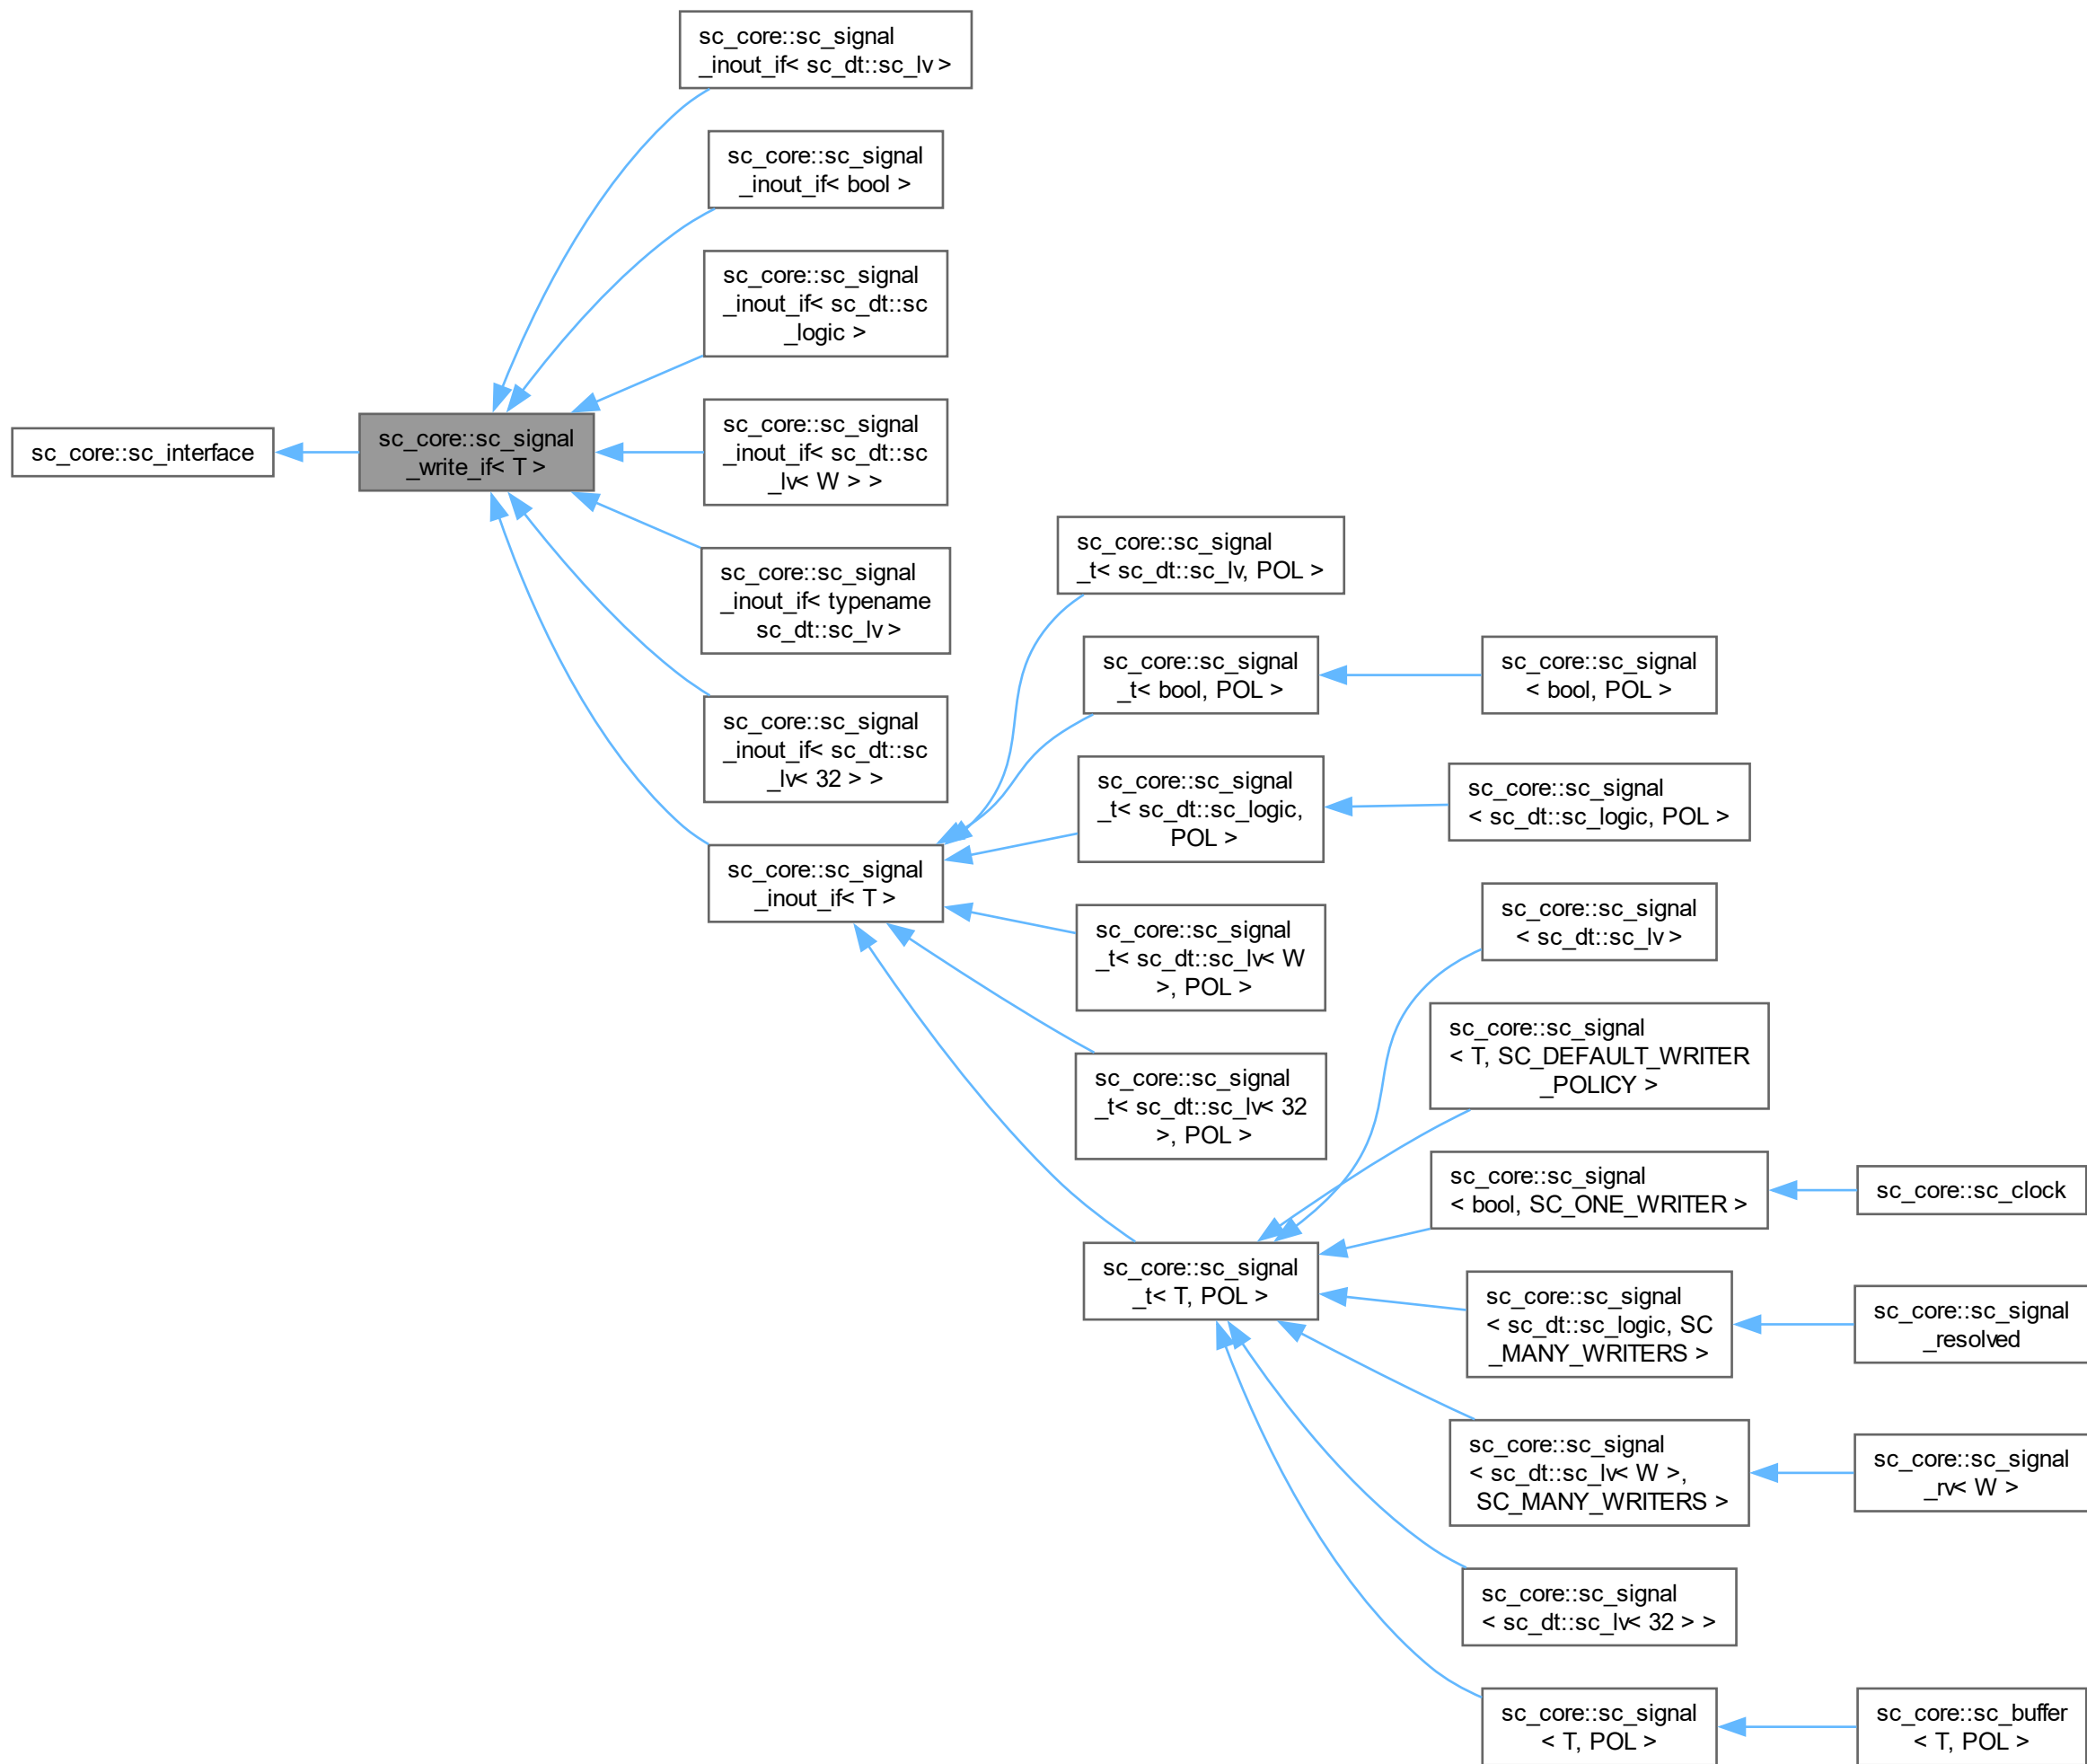 sc_core::sc_interface
sc_core::sc_signal
_write_if< T >
sc_core::sc_signal
_inout_if< sc_dt::sc_lv >
sc_core::sc_signal
_inout_if< bool >
sc_core::sc_signal
_inout_if< sc_dt::sc
_logic >
sc_core::sc_signal
_inout_if< sc_dt::sc
_lv< W > >
sc_core::sc_signal
_inout_if< typename
sc_dt::sc_lv >
sc_core::sc_signal
_inout_if< sc_dt::sc
_lv< 32 > >
sc_core::sc_signal
_inout_if< T >
sc_core::sc_signal
_t< sc_dt::sc_lv, POL >
sc_core::sc_signal
_t< bool, POL >
sc_core::sc_signal
_t< sc_dt::sc_logic,
POL >
sc_core::sc_signal
_t< sc_dt::sc_lv< W
>, POL >
sc_core::sc_signal
_t< sc_dt::sc_lv< 32
>, POL >
sc_core::sc_signal
_t< T, POL >
sc_core::sc_signal
< bool, POL >
sc_core::sc_signal
< sc_dt::sc_logic, POL >
sc_core::sc_signal
< sc_dt::sc_lv >
sc_core::sc_signal
< T, SC_DEFAULT_WRITER
_POLICY >
sc_core::sc_signal
< bool, SC_ONE_WRITER >
sc_core::sc_signal
< sc_dt::sc_logic, SC
_MANY_WRITERS >
sc_core::sc_signal
< sc_dt::sc_lv< W >,
SC_MANY_WRITERS >
sc_core::sc_signal
< sc_dt::sc_lv< 32 > >
sc_core::sc_signal
< T, POL >
sc_core::sc_clock
sc_core::sc_signal
_resolved
sc_core::sc_signal
_rv< W >
sc_core::sc_buffer
< T, POL >